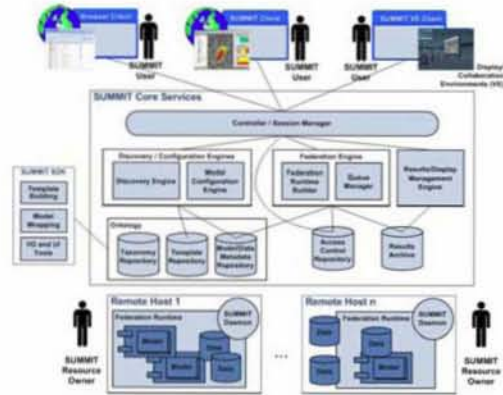 Browser Client
SUMMIT Client
SUMMIT VE Client
SUMMIT
User
SUMMIT
User
SUMMIT
User
Display/
Collaboration
Environments (VE)
SUMMIT Core Services
Controller / Session Manager
Discovery / Configuration Engines
Discovery Engine
Model
Configuration
Engine
Federation Engine
Federation
Runtime
Builder
Queue
Manager
Results/Display
Management
Engine
SUMMIT SDK
Template
Building
Model
Wrapping
I/O and UI
Tools
Ontology
Taxonomy
Repository
Template
Repository
Model/Data
Metadata
Repository
Access
Control
Repository
Results
Archive
Remote Host 1
Federation Runtime
SUMMIT
Daemon
Model
Model
Data
Data
...
Remote Host n
Federation Runtime
SUMMIT
Daemon
Data
Data
Data
Model
SUMMIT
Resource
Owner
SUMMIT
Resource
Owner